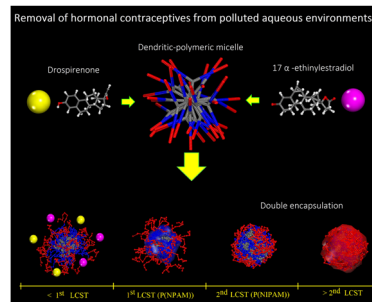 Removal of hormonal contraceptives from polluted aqueous environments
Dendritic-polymeric micelle
Drospirenone
17 α -ethinylestradiol
Double encapsulation
< 1st LCST
1st LCST (P(NPAM))
2nd LCST (P(NIPAM))
> 2nd LCST